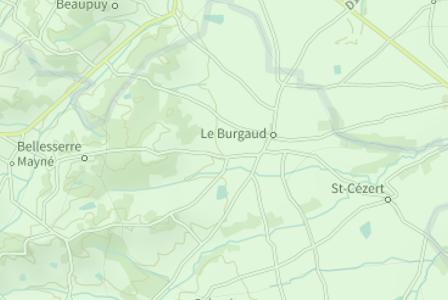 Beaupuy
Le Burgaud
Bellesserre
Mayné
St-Cézert